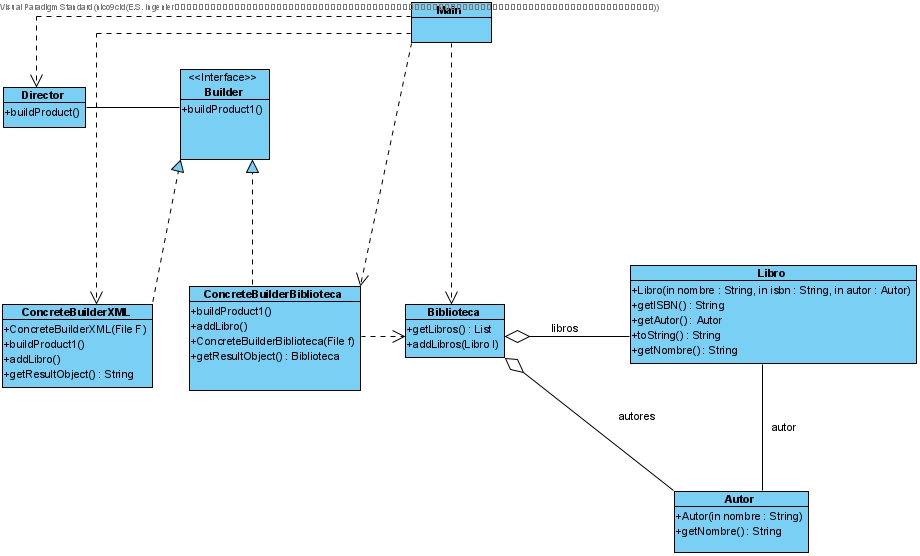 Visual Paradigm Standard(nico9cid(E.S. Ingenier
Main
Director
+buildProduct()
<<Interface>>
Builder
+buildProduct1()
ConcreteBuilderXML
+ConcreteBuilderXML(File F)
+buildProduct1()
+addLibro()
+getResultObject() : String
ConcreteBuilderBiblioteca
+buildProduct1()
+addLibro()
+ConcreteBuilderBiblioteca(File f)
+getResultObject() : Biblioteca
Biblioteca
+getLibros() : List
+addLibros(Libro l)
libros
Libro
+Libro(in nombre : String, in isbn : String, in autor : Autor)
+getISBN() : String
+getAutor() : Autor
+toString() : String
+getNombre() : String
autores
autor
Autor
+Autor(in nombre : String)
+getNombre() : String